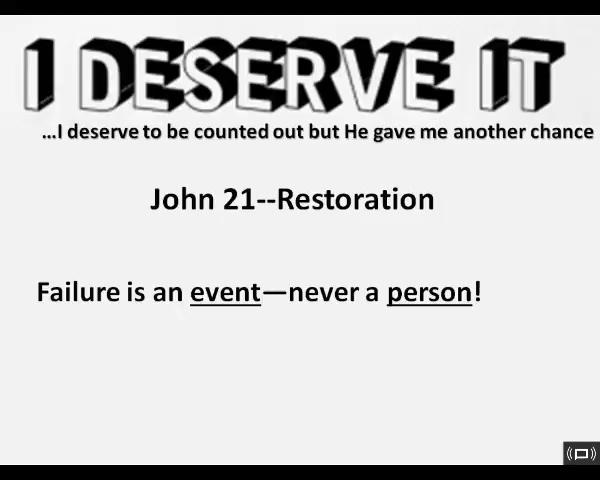 I DESERVE IT
...I deserve to be counted out but He gave me another chance
John 21--Restoration
Failure is an event—never a person!